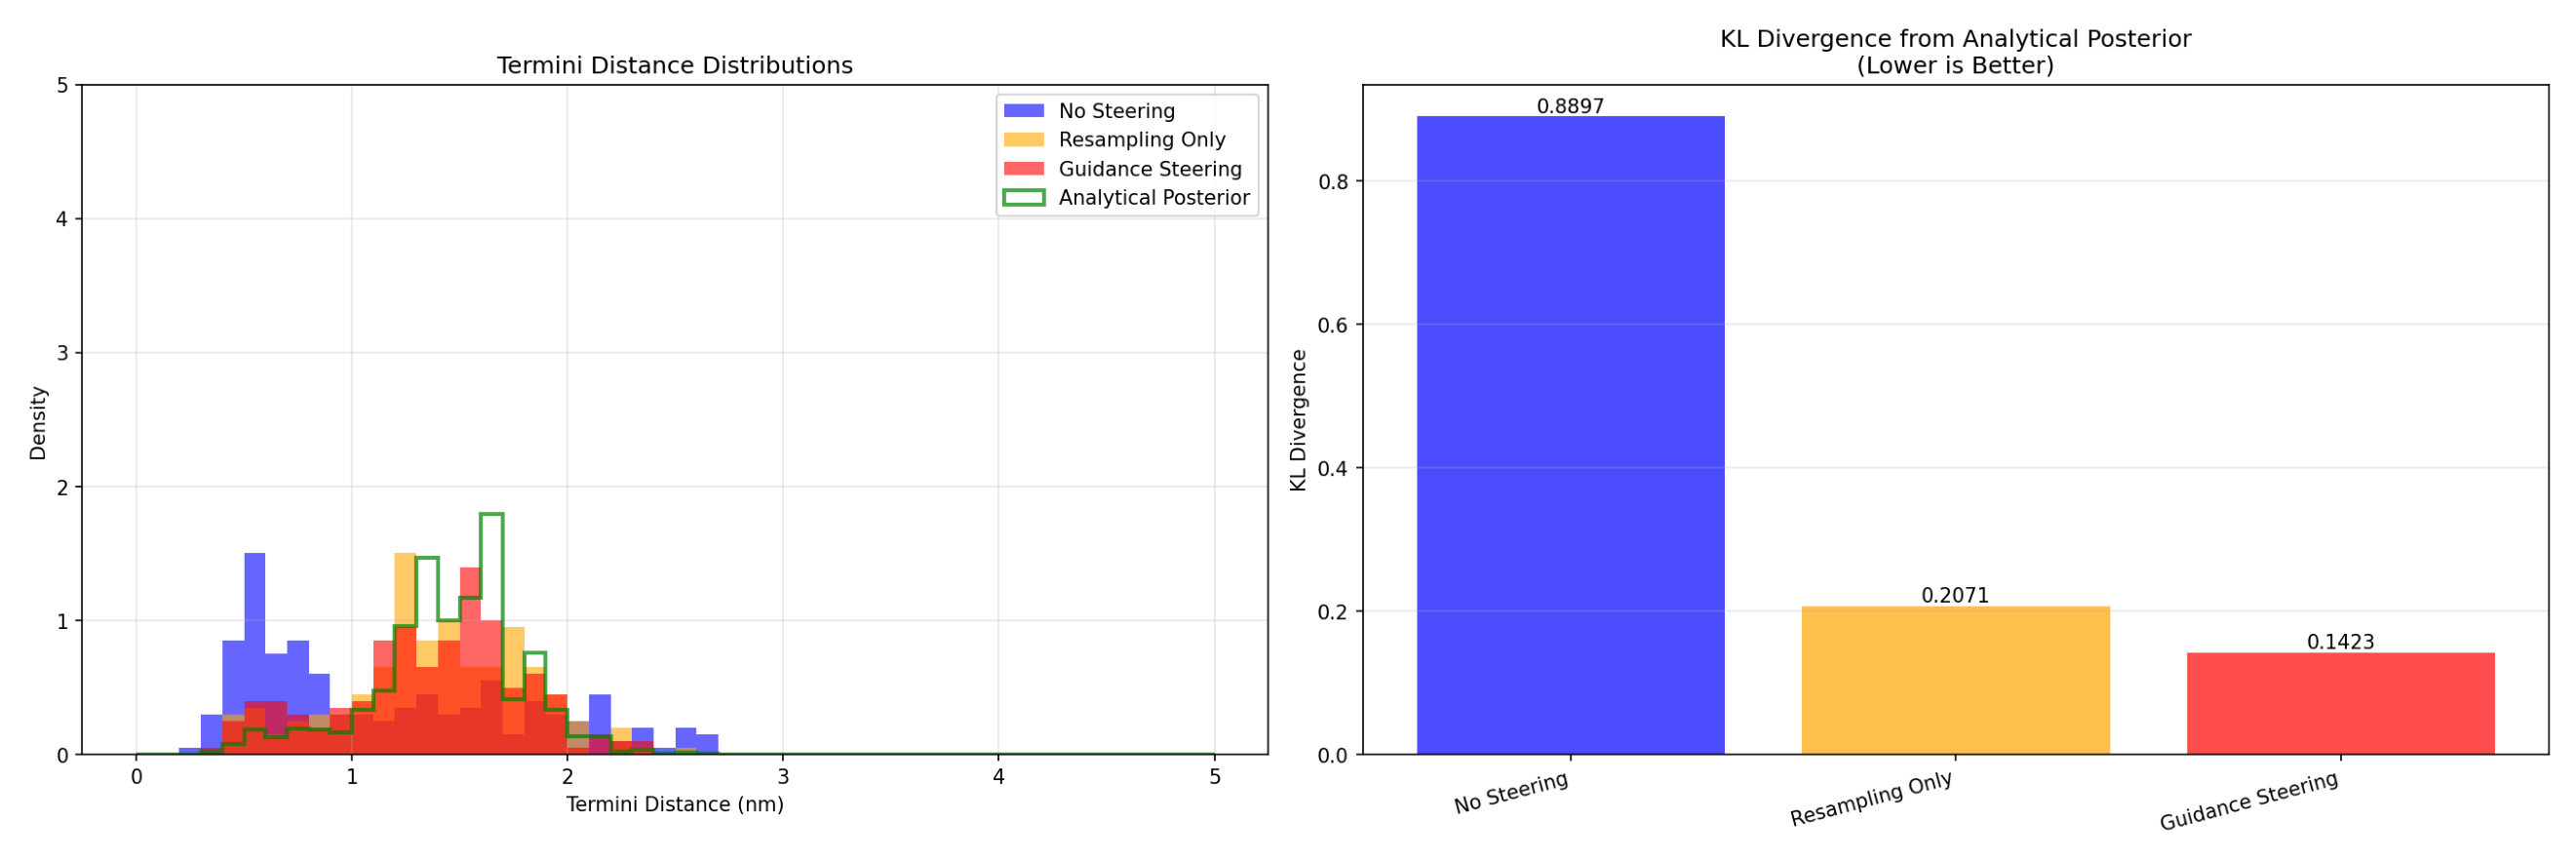 Termini Distance Distributions
5
4
3
2
1
0
Density
No Steering
Resampling Only
Guidance Steering
Analytical Posterior
0
1
2
3
4
5
Termini Distance (nm)
KL Divergence from Analytical Posterior
(Lower is Better)
0.8
0.6
0.4
0.2
0.0
KL Divergence
0.8897
0.2071
0.1423
No Steering
Resampling Only
Guidance Steering